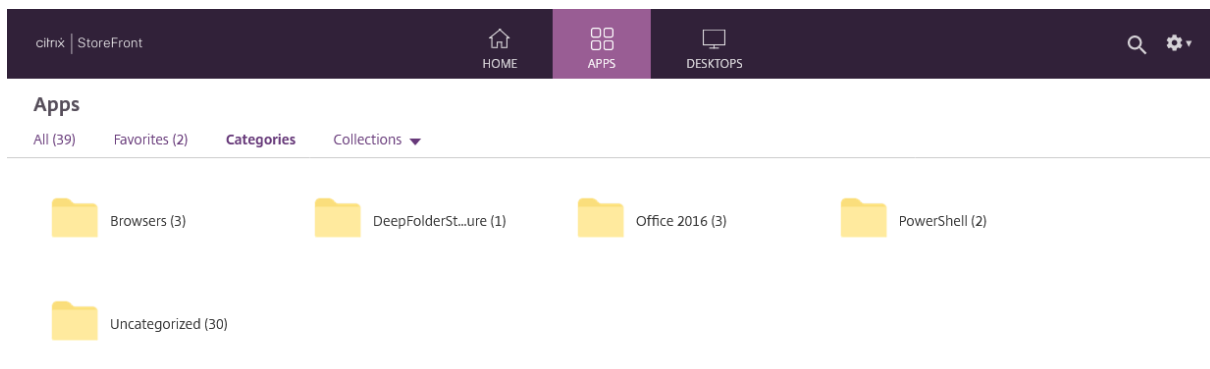 citrix | StoreFront
HOME
APPS
DESKTOPS
Apps
All (39) Favorites (2) Categories Collections
Browsers (3) DeepFolderSt...ure (1) Office 2016 (3) PowerShell (2)
Uncategorized (30)